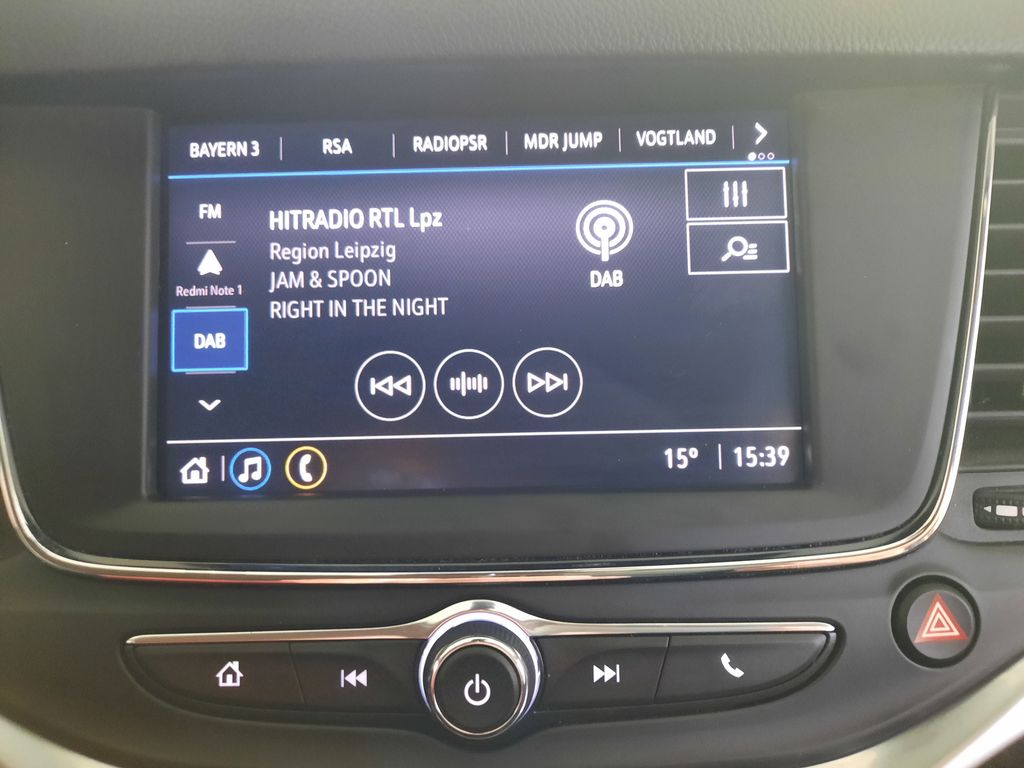 BAYERN 3 RSA RADIOPSR MDR JUMP VOGTLAND
FM
Redmi Note 1
DAB
HITRADIO RTL Lpz
Region Leipzig
JAM & SPOON
RIGHT IN THE NIGHT
DAB
15° 15:39